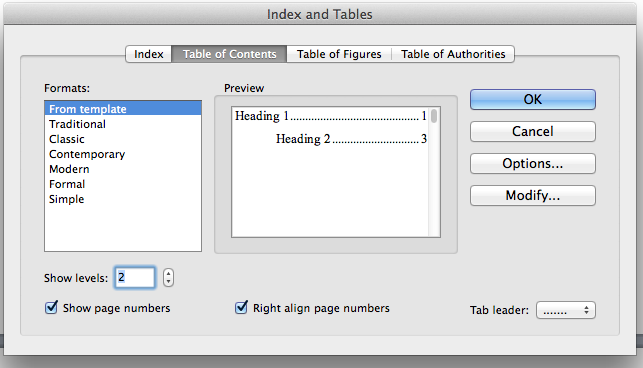 Index and Tables
Index Table of Contents Table of Figures Table of Authorities
Formats:
From template
Traditional
Classic
Contemporary
Modern
Formal
Simple
Preview
Heading 1........................................... 1
Heading 2............................. 3
OK
Cancel
Options...
Modify...
Show levels: 2
Show page numbers
Right align page numbers
Tab leader: .......